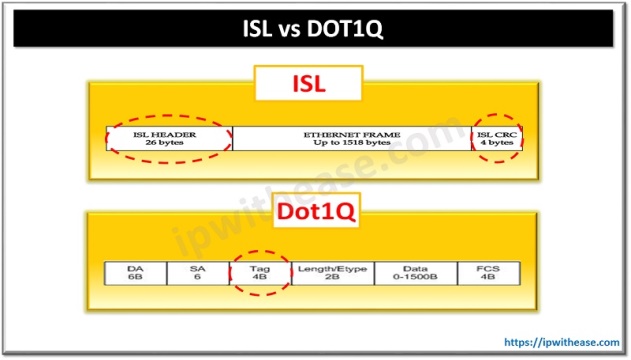 ISL vs DOT1Q
ISL
ISL HEADER ETHERNET FRAME ISL CRC
26 bytes Up to 1518 bytes 4 bytes
ipwithease.com
Dot1Q
DA SA Tag Length/Etype Data FCS
6B 6 4B 2B 0-1500B 4B
https://ipwithease.com